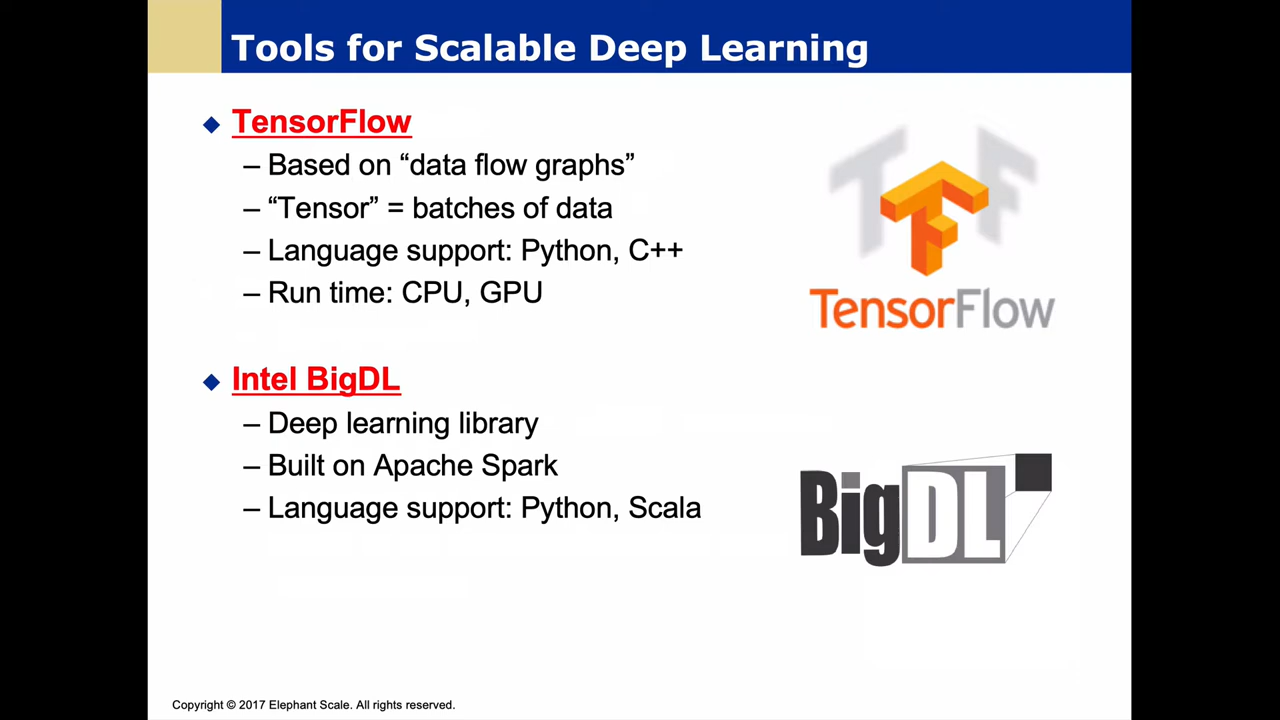 Tools for Scalable Deep Learning
TensorFlow
– Based on “data flow graphs”
– “Tensor” = batches of data
– Language support: Python, C++
– Run time: CPU, GPU
TF
TensorFlow
Intel BigDL
– Deep learning library
– Built on Apache Spark
– Language support: Python, Scala
BigDL
Copyright © 2017 Elephant Scale. All rights reserved.